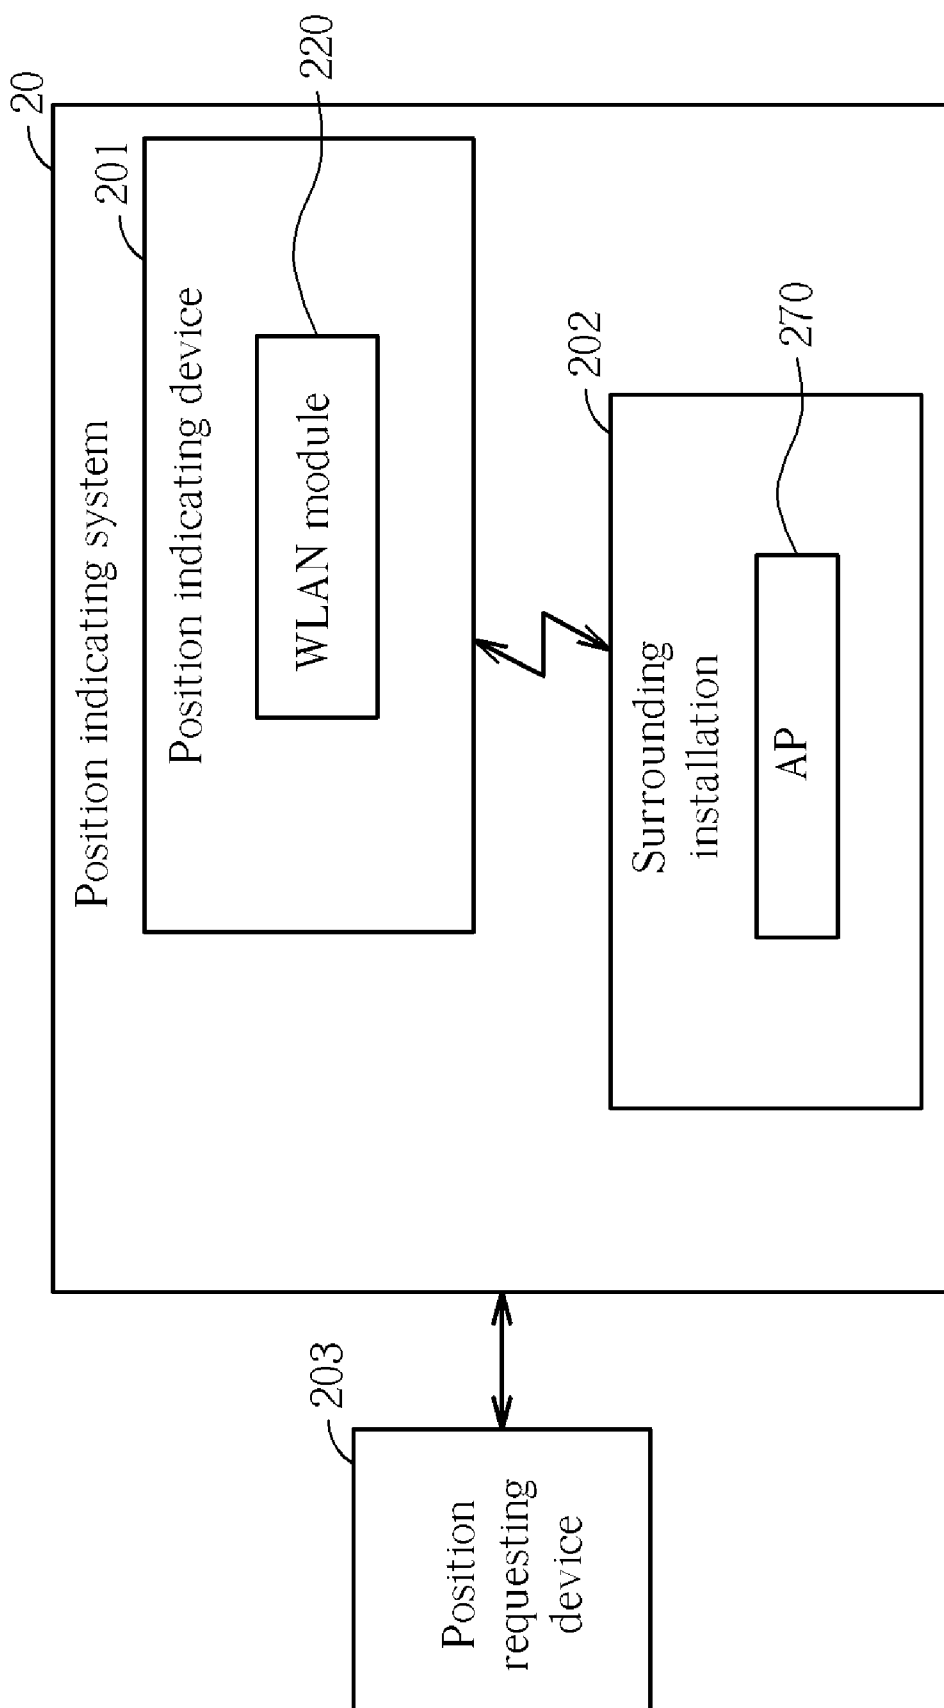 20
Position indicating system
201
Position indicating device
220
WLAN module
202
Surrounding
installation
270
AP
203
Position
requesting
device